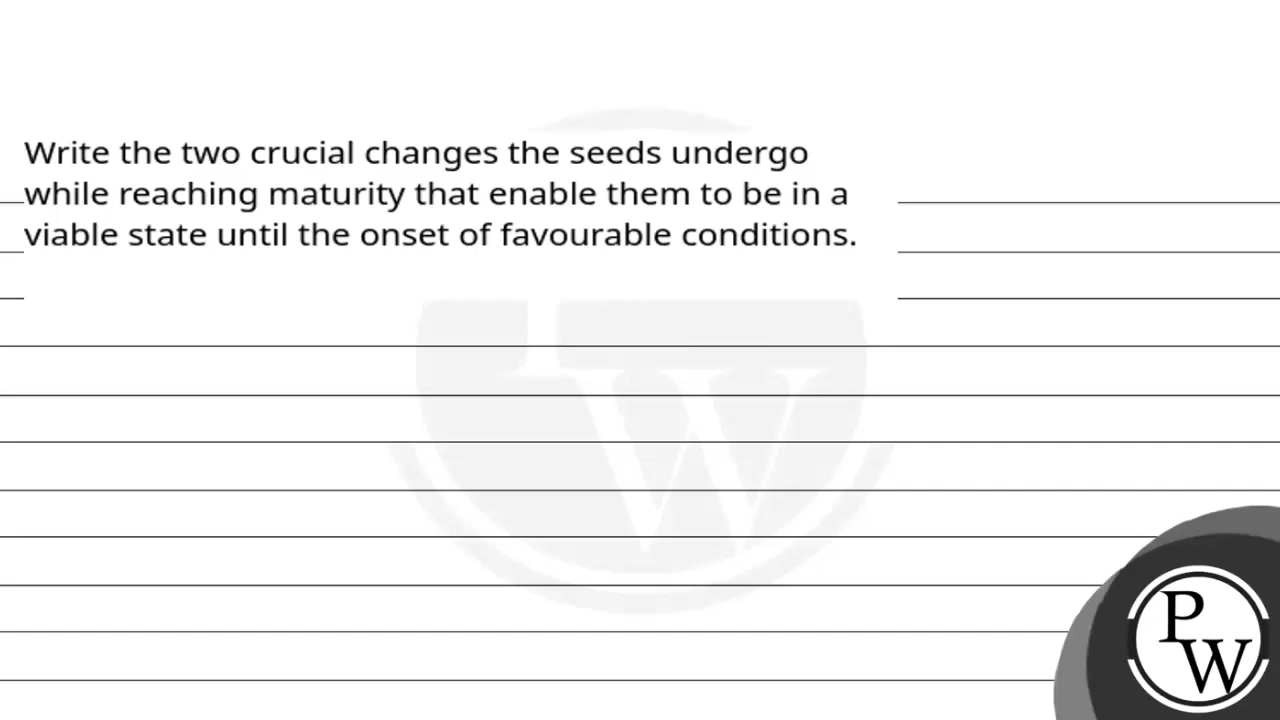 Write the two crucial changes the seeds undergo
while reaching maturity that enable them to be in a
viable state until the onset of favourable conditions.
W
P
W